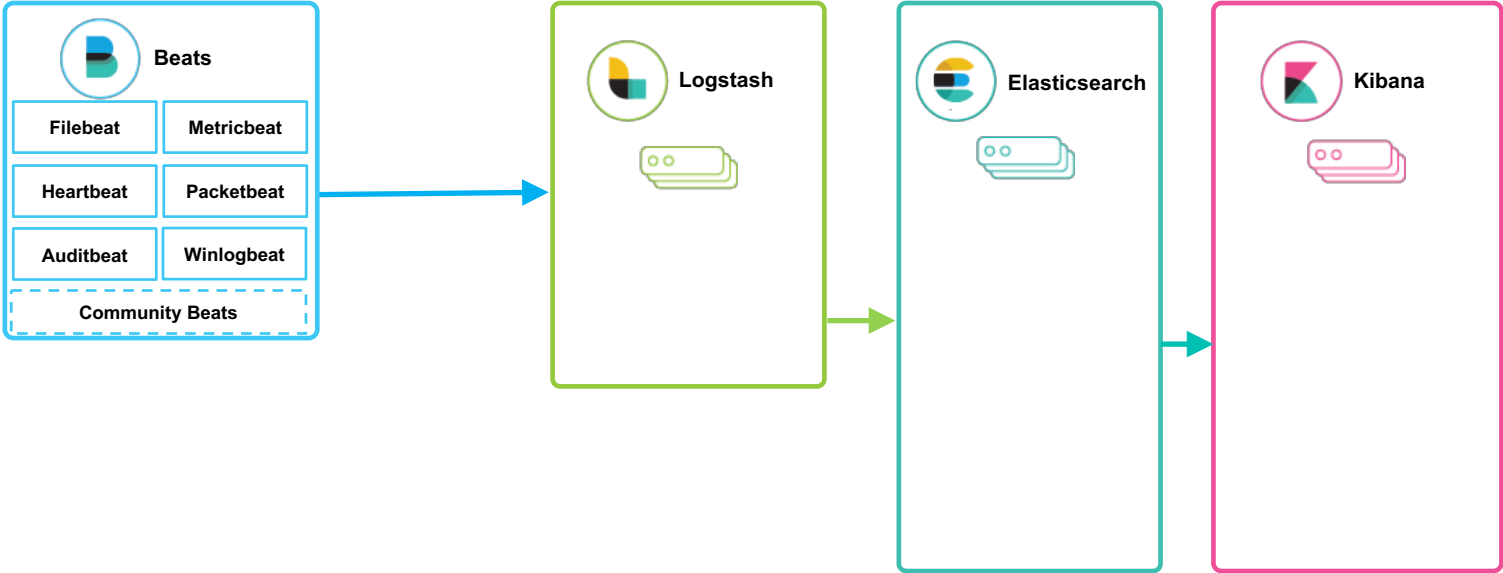 Beats
Filebeat
Metricbeat
Heartbeat
Packetbeat
Auditbeat
Winlogbeat
Community Beats
Logstash
Elasticsearch
Kibana